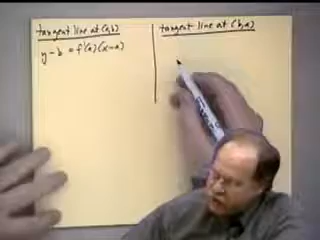 tangent line at (a,b)
y-b = f'(a)(x-a)
tangent line at (b,a)